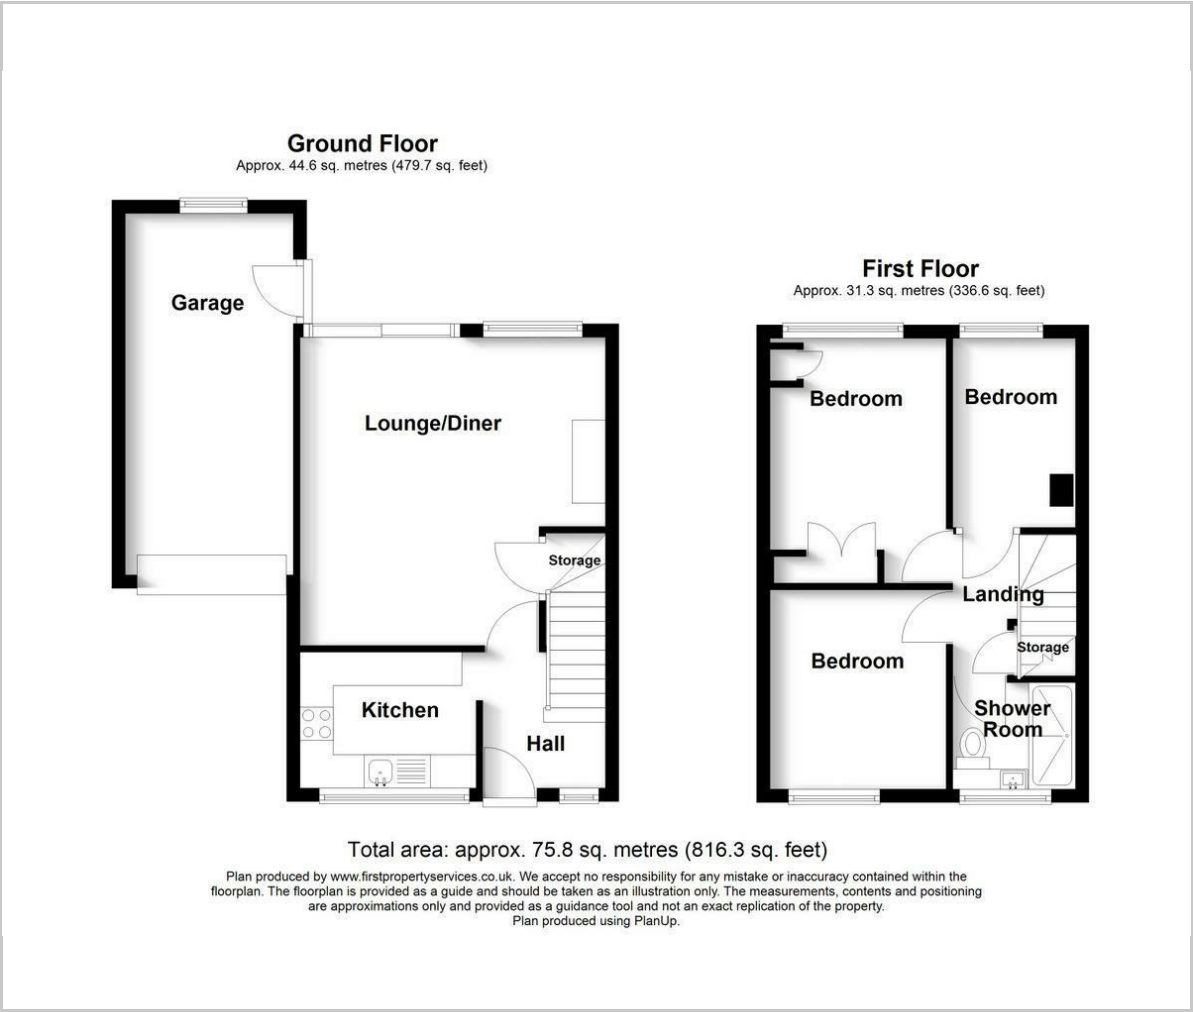 Ground Floor
Approx. 44.6 sq. metres (479.7 sq. feet)
Garage
Lounge/Diner
Storage
Kitchen
Hall
First Floor
Approx. 31.3 sq. metres (336.6 sq. feet)
Bedroom
Bedroom
Landing
Storage
Bedroom
Shower
Room
Total area: approx. 75.8 sq. metres (816.3 sq. feet)
Plan produced by www.firstpropertyservices.co.uk. We accept no responsibility for any mistake or inaccuracy contained within the
floorplan. The floorplan is provided as a guide and should be taken as an illustration only. The measurements, contents and positioning
are approximations only and provided as a guidance tool and not an exact replication of the property.
Plan produced using PlanUp.